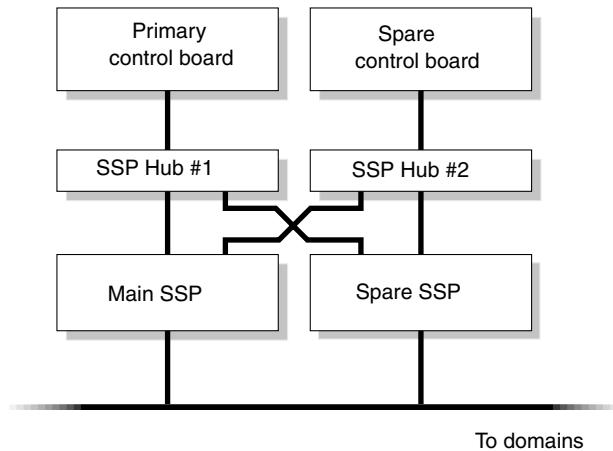 Primary
control board
Spare
control board
SSP Hub #1
SSP Hub #2
Main SSP
Spare SSP
To domains